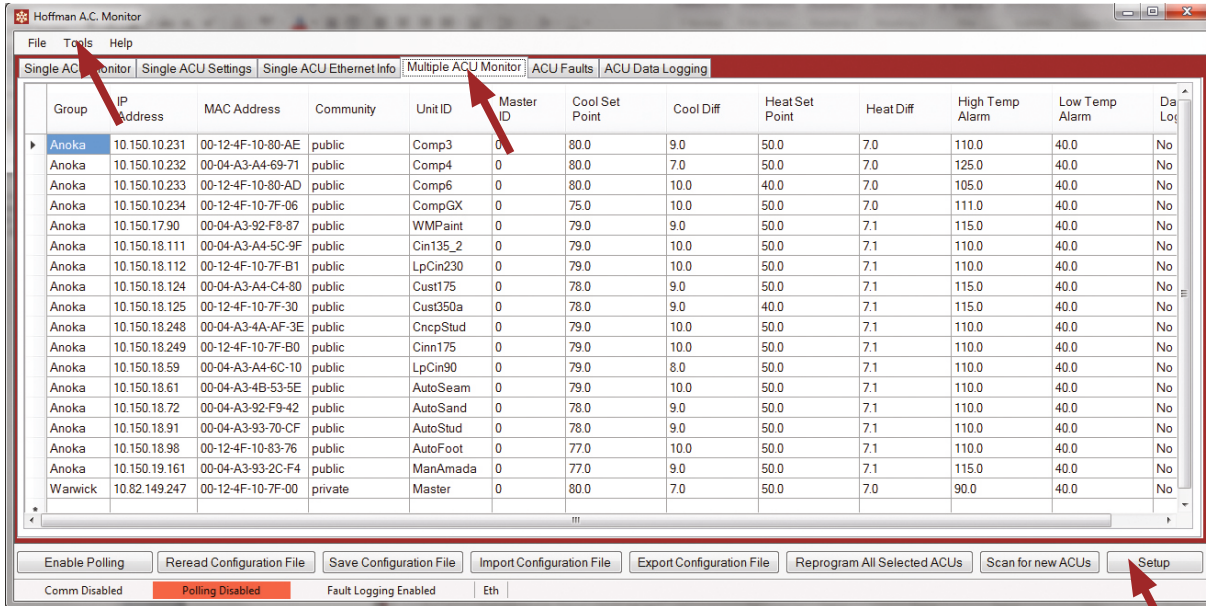 Hoffman A.C. Monitor
File Tools Help
Single ACU Monitor Single ACU Settings Single ACU Ethernet Info Multiple ACU Monitor ACU Faults ACU Data Logging
Group IP Address MAC Address Community Unit ID Master ID Cool Set Point Cool Diff Heat Set Point Heat Diff High Temp Alarm Low Temp Alarm Da Log
Anoka 10.150.10.231 00-12-4F-10-80-AE public Comp3 0 80.0 9.0 50.0 7.0 110.0 40.0 No
Anoka 10.150.10.232 00-04-A3-A4-69-71 public Comp4 0 80.0 7.0 50.0 7.0 125.0 40.0 No
Anoka 10.150.10.233 00-12-4F-10-80-AD public Comp6 0 80.0 10.0 40.0 7.0 105.0 40.0 No
Anoka 10.150.10.234 00-12-4F-10-7F-06 public CompGX 0 75.0 10.0 50.0 7.0 111.0 40.0 No
Anoka 10.150.17.90 00-04-A3-92-F8-87 public WMPaint 0 79.0 9.0 50.0 7.1 115.0 40.0 No
Anoka 10.150.18.111 00-04-A3-A4-5C-9F public Cin135_2 0 79.0 10.0 50.0 7.1 110.0 40.0 No
Anoka 10.150.18.112 00-12-4F-10-7F-B1 public LpCin230 0 79.0 10.0 50.0 7.1 110.0 40.0 No
Anoka 10.150.18.124 00-04-A3-A4-C4-80 public Cust175 0 78.0 9.0 50.0 7.1 115.0 40.0 No
Anoka 10.150.18.125 00-12-4F-10-7F-30 public Cust350a 0 78.0 9.0 40.0 7.1 115.0 40.0 No
Anoka 10.150.18.248 00-04-A3-4A-AF-3E public CncpStud 0 79.0 10.0 50.0 7.1 110.0 40.0 No
Anoka 10.150.18.249 00-12-4F-10-7F-B0 public Cinn175 0 79.0 10.0 50.0 7.1 110.0 40.0 No
Anoka 10.150.18.59 00-04-A3-A4-6C-10 public LpCin90 0 79.0 8.0 50.0 7.1 110.0 40.0 No
Anoka 10.150.18.61 00-04-A3-4B-53-5E public AutoSeam 0 79.0 10.0 50.0 7.1 110.0 40.0 No
Anoka 10.150.18.72 00-04-A3-92-F9-42 public AutoSand 0 78.0 9.0 50.0 7.1 110.0 40.0 No
Anoka 10.150.18.91 00-04-A3-93-70-CF public AutoStud 0 78.0 9.0 50.0 7.1 110.0 40.0 No
Anoka 10.150.18.98 00-12-4F-10-83-76 public AutoFoot 0 77.0 10.0 50.0 7.1 110.0 40.0 No
Anoka 10.150.19.161 00-04-A3-93-2C-F4 public ManAmada 0 77.0 9.0 50.0 7.1 115.0 40.0 No
Warwick 10.82.149.247 00-12-4F-10-7F-00 private Master 0 80.0 7.0 50.0 7.0 90.0 40.0 No
Enable Polling Reread Configuration File Save Configuration File Import Configuration File Export Configuration File Reprogram All Selected ACUs Scan for new ACUs Setup
Comm Disabled Polling Disabled Fault Logging Enabled Eth